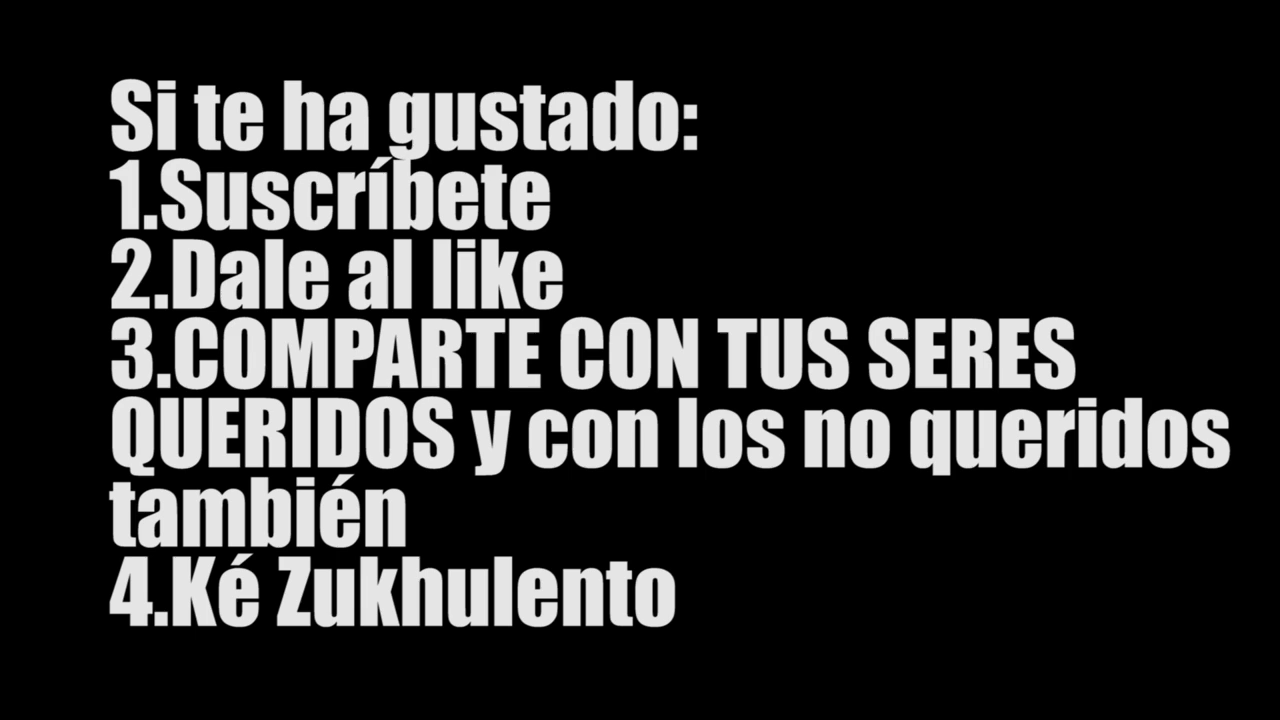 Si te ha gustado:
1.Suscríbete
2.Dale al like
3.COMPARTE CON TUS SERES
QUERIDOS y con los no queridos
también
4.Ké Zukhulento